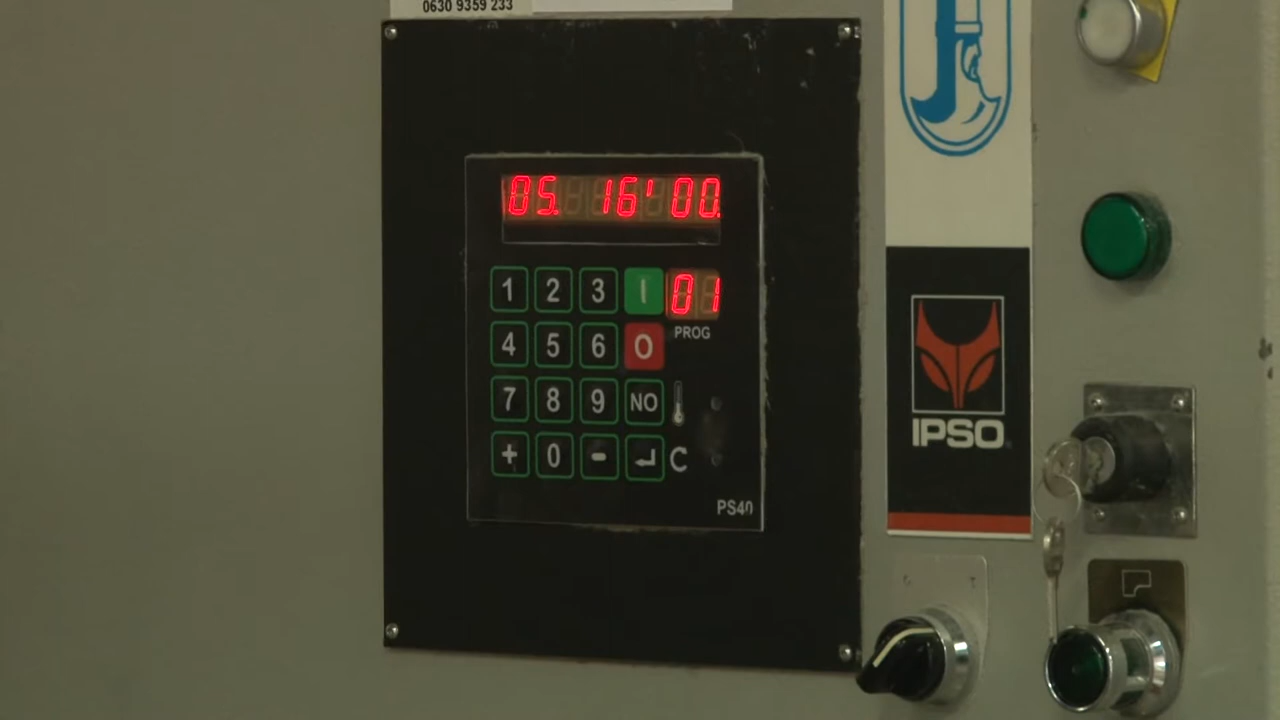 0630 9359 233
05. 16' 00.
1 2 3 I 01
PROG
4 5 6 O
7 8 9 NO
+ 0 - ↵ C
PS40
IPSO